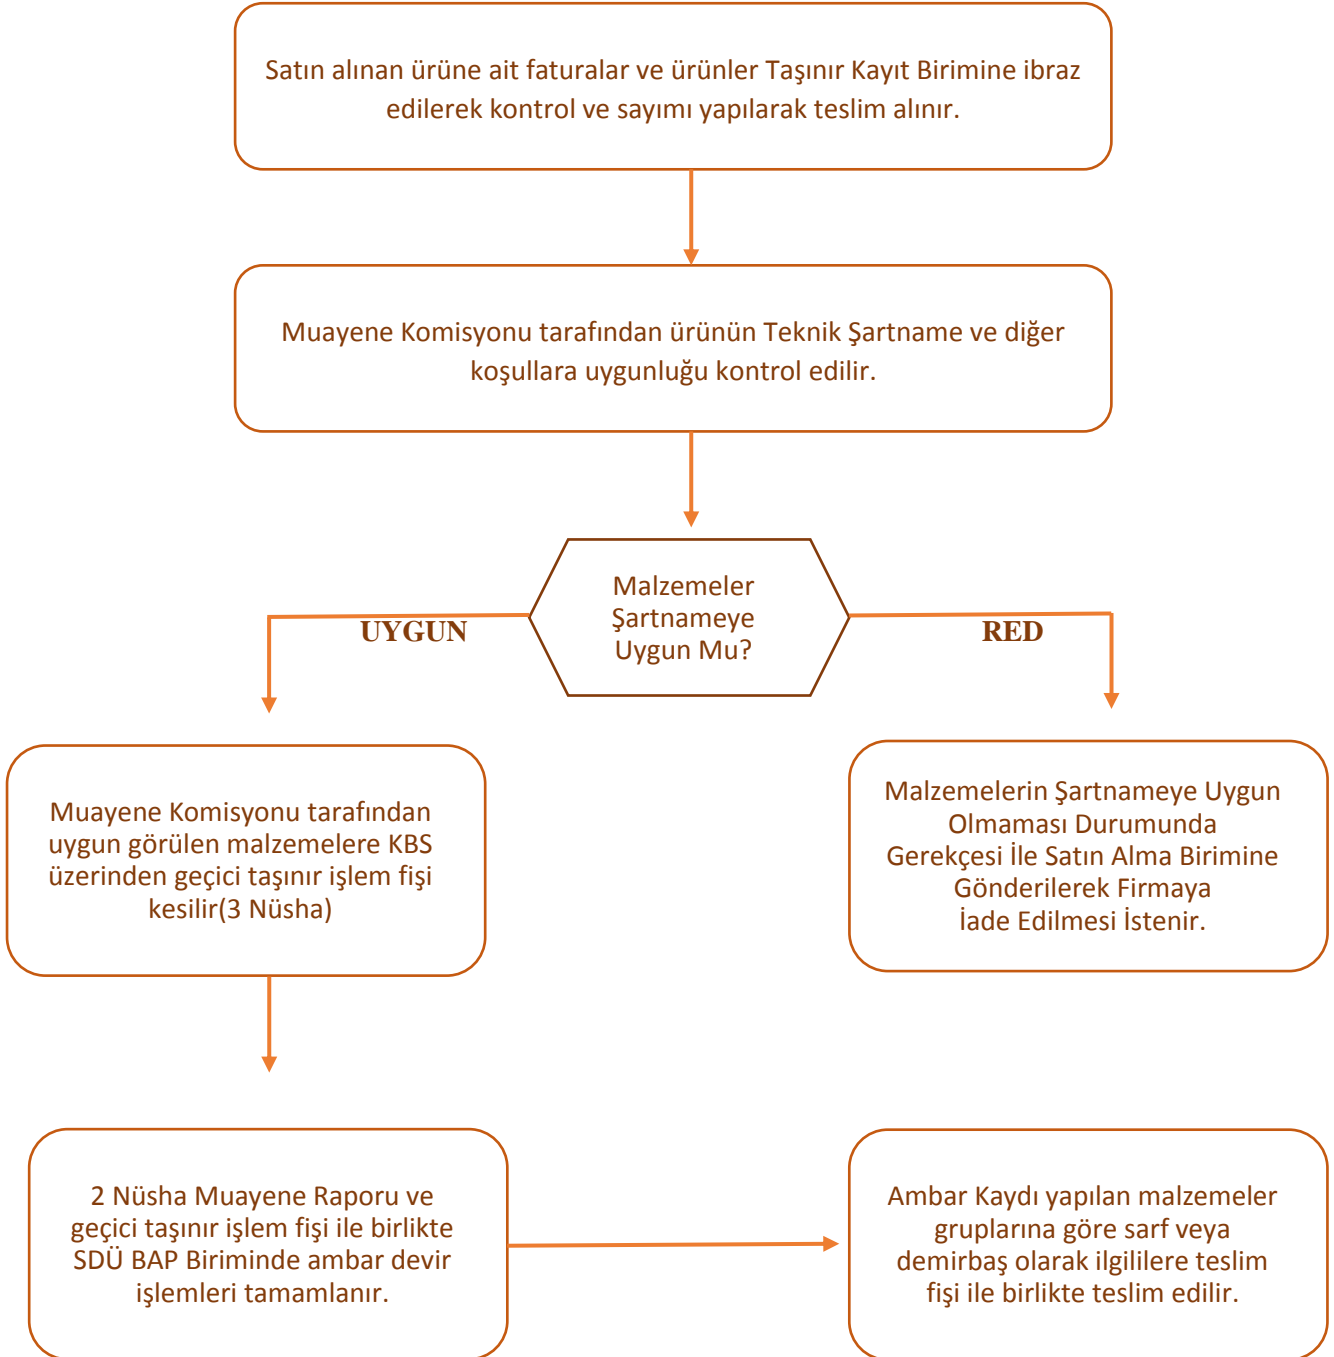 Satın alınan ürüne ait faturalar ve ürünler Taşınır Kayıt Birimine ibraz
edilerek kontrol ve sayımı yapılarak teslim alınır.
Muayene Komisyonu tarafından ürünün Teknik Şartname ve diğer
koşullara uygunluğu kontrol edilir.
Malzemeler
Şartnameye
Uygun Mu?
UYGUN
RED
Muayene Komisyonu tarafından
uygun görülen malzemelere KBS
üzerinden geçici taşınır işlem fişi
kesilir(3 Nüsha)
Malzemelerin Şartnameye Uygun
Olmaması Durumunda
Gerekçesi İle Satın Alma Birimine
Gönderilerek Firmaya
İade Edilmesi İstenir.
2 Nüsha Muayene Raporu ve
geçici taşınır işlem fişi ile birlikte
SDÜ BAP Biriminde ambar devir
işlemleri tamamlanır.
Ambar Kaydı yapılan malzemeler
gruplarına göre sarf veya
demirbaş olarak ilgililere teslim
fişi ile birlikte teslim edilir.